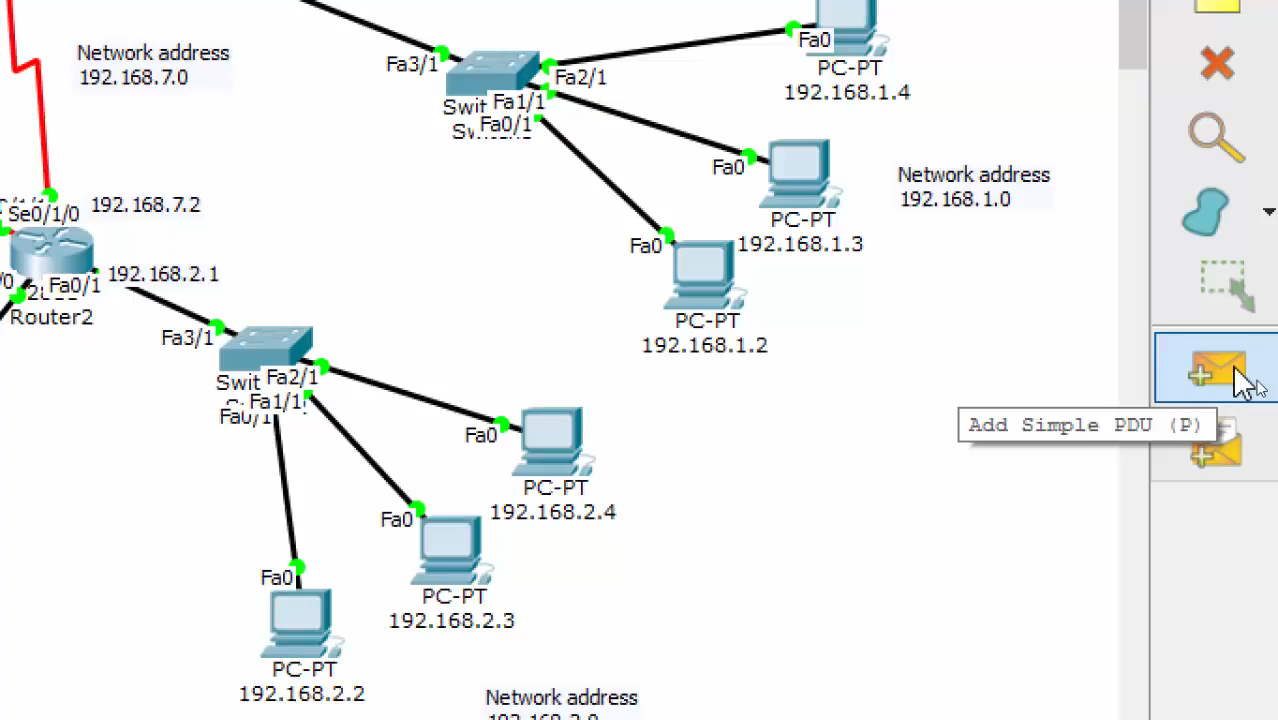 Fa0
PC-PT
192.168.1.4
Network address
192.168.7.0
Fa3/1
Fa2/1
Swit
Fa1/1
Fa0/1
Fa0
PC-PT
192.168.1.3
Network address
192.168.1.0
Se0/1/0
192.168.7.2
192.168.2.1
Fa0/1
Router2
Fa0
PC-PT
192.168.1.2
Fa3/1
Swit
Fa2/1
Fa1/1
Fa0/1
Fa0
PC-PT
192.168.2.4
Add Simple PDU (P)
Fa0
PC-PT
192.168.2.3
Fa0
PC-PT
192.168.2.2
Network address